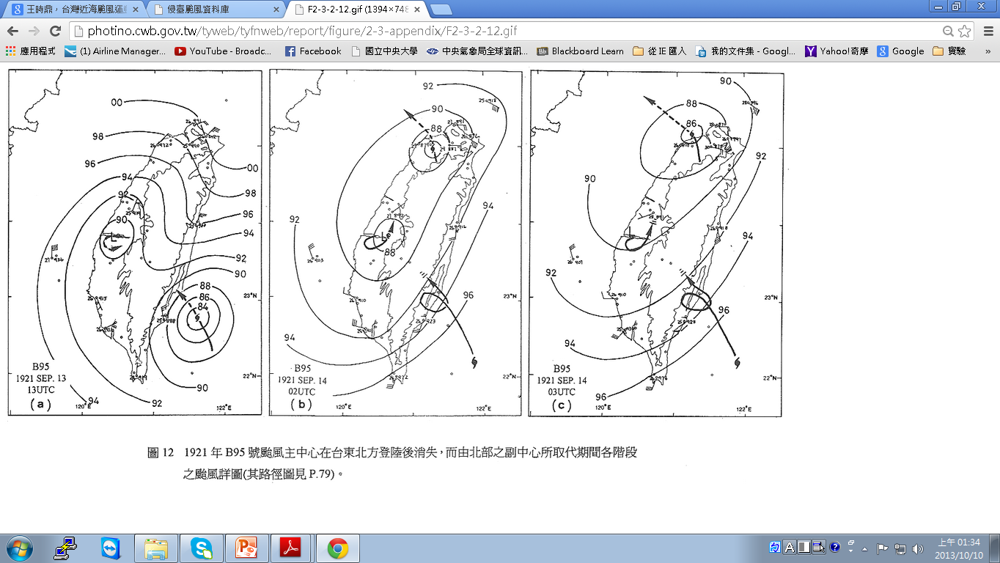 王時鼎，台灣近海颱風運動
侵臺颱風資料庫
F2-3-2-12.gif (1394×748
photino.cwb.gov.tw/tyweb/tyfnweb/report/figure/2-3-appendix/F2-3-2-12.gif
應用程式 (1) Airline Manager... YouTube - Broadc... Facebook 國立中央大學 中央氣象局全球資訊... Blackboard Learn 從 IE 匯入 我的文件集 - Googl... Yahoo!奇摩 Google 實驗 »
00
98
96
94
92
90
00
98
96
94
92
90
88
86
84
L
23°N
22°N
90
92
94
120°E
122°E
B95
1921 SEP. 13
13UTC
(a)
92
90
88
92
94
L
88
96
94
23°N
22°N
120°E
122°E
B95
1921 SEP. 14
02UTC
(b)
90
88
86
92
90
L
94
92
96
94
96
23°N
22°N
120°E
122°E
B95
1921 SEP. 14
03UTC
(c)
圖 12 1921 年 B95 號颱風主中心在台東北方登陸後消失，而由北部之副中心所取代期間各階段
之颱風詳圖(其路徑圖見 P.79)。
上午 01:34
2013/10/10